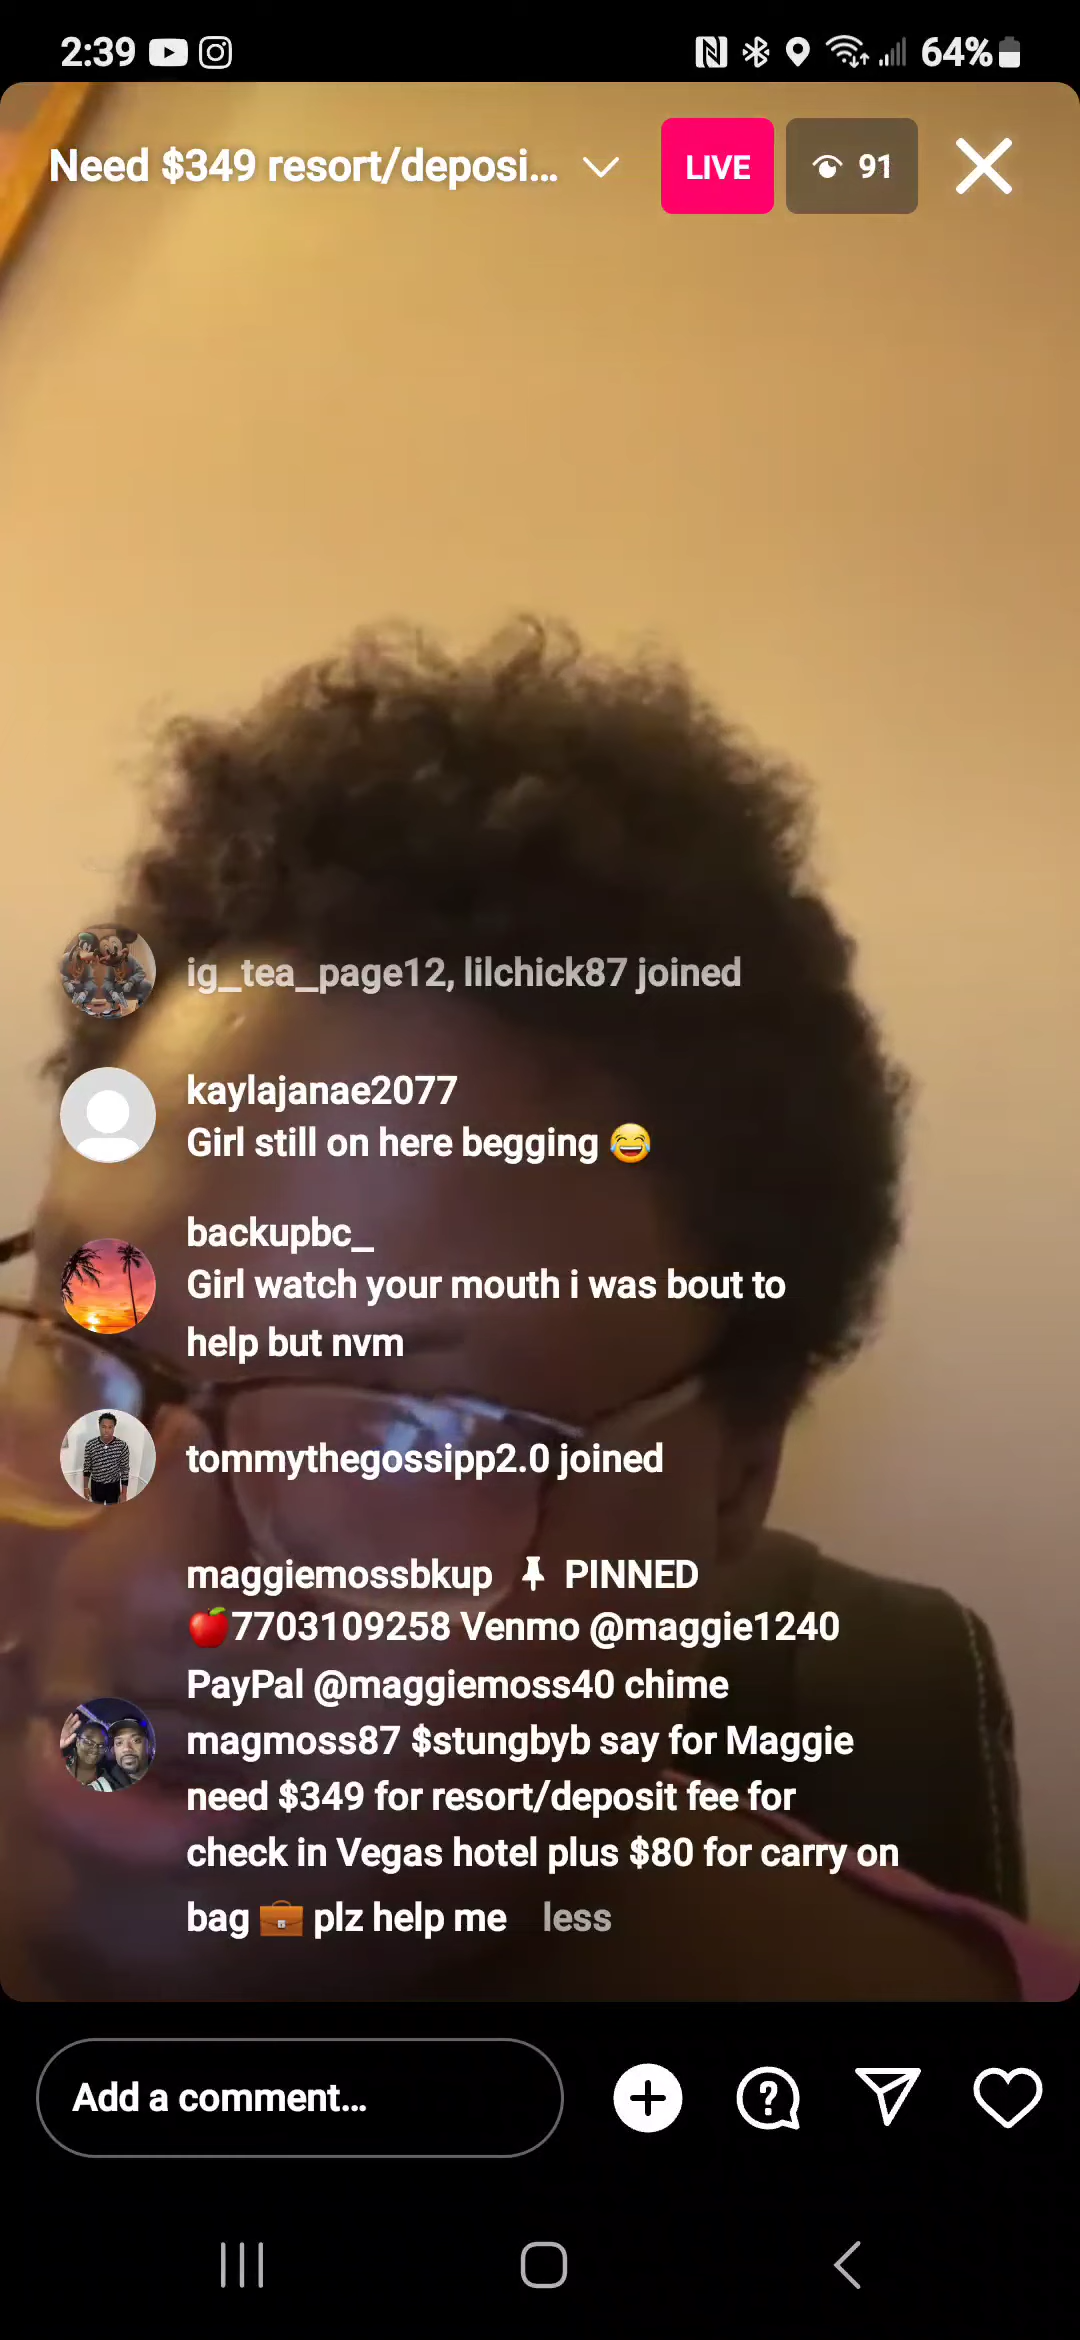 2:39
64%
Need $349 resort/deposi...
LIVE
91
ig_tea_page12, lilchick87 joined
kaylajanae2077
Girl still on here begging 😂
backupbc_
Girl watch your mouth i was bout to
help but nvm
tommythegossipp2.0 joined
maggiemossbkup 📌 PINNED
🍎7703109258 Venmo @maggie1240
PayPal @maggiemoss40 chime
magmoss87 $stungbyb say for Maggie
need $349 for resort/deposit fee for
check in Vegas hotel plus $80 for carry on
bag 💼 plz help me less
Add a comment...